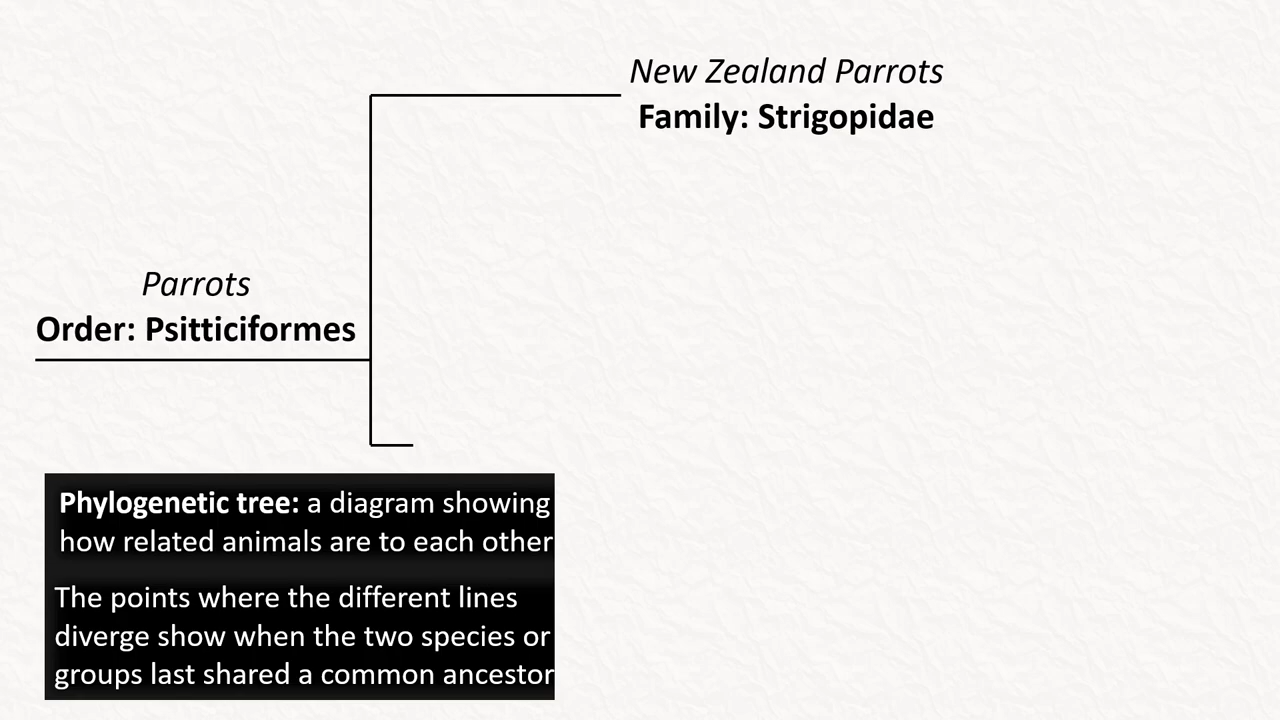 New Zealand Parrots
Family: Strigopidae
Parrots
Order: Psitticiformes
Phylogenetic tree: a diagram showing
how related animals are to each other
The points where the different lines
diverge show when the two species or
groups last shared a common ancestor